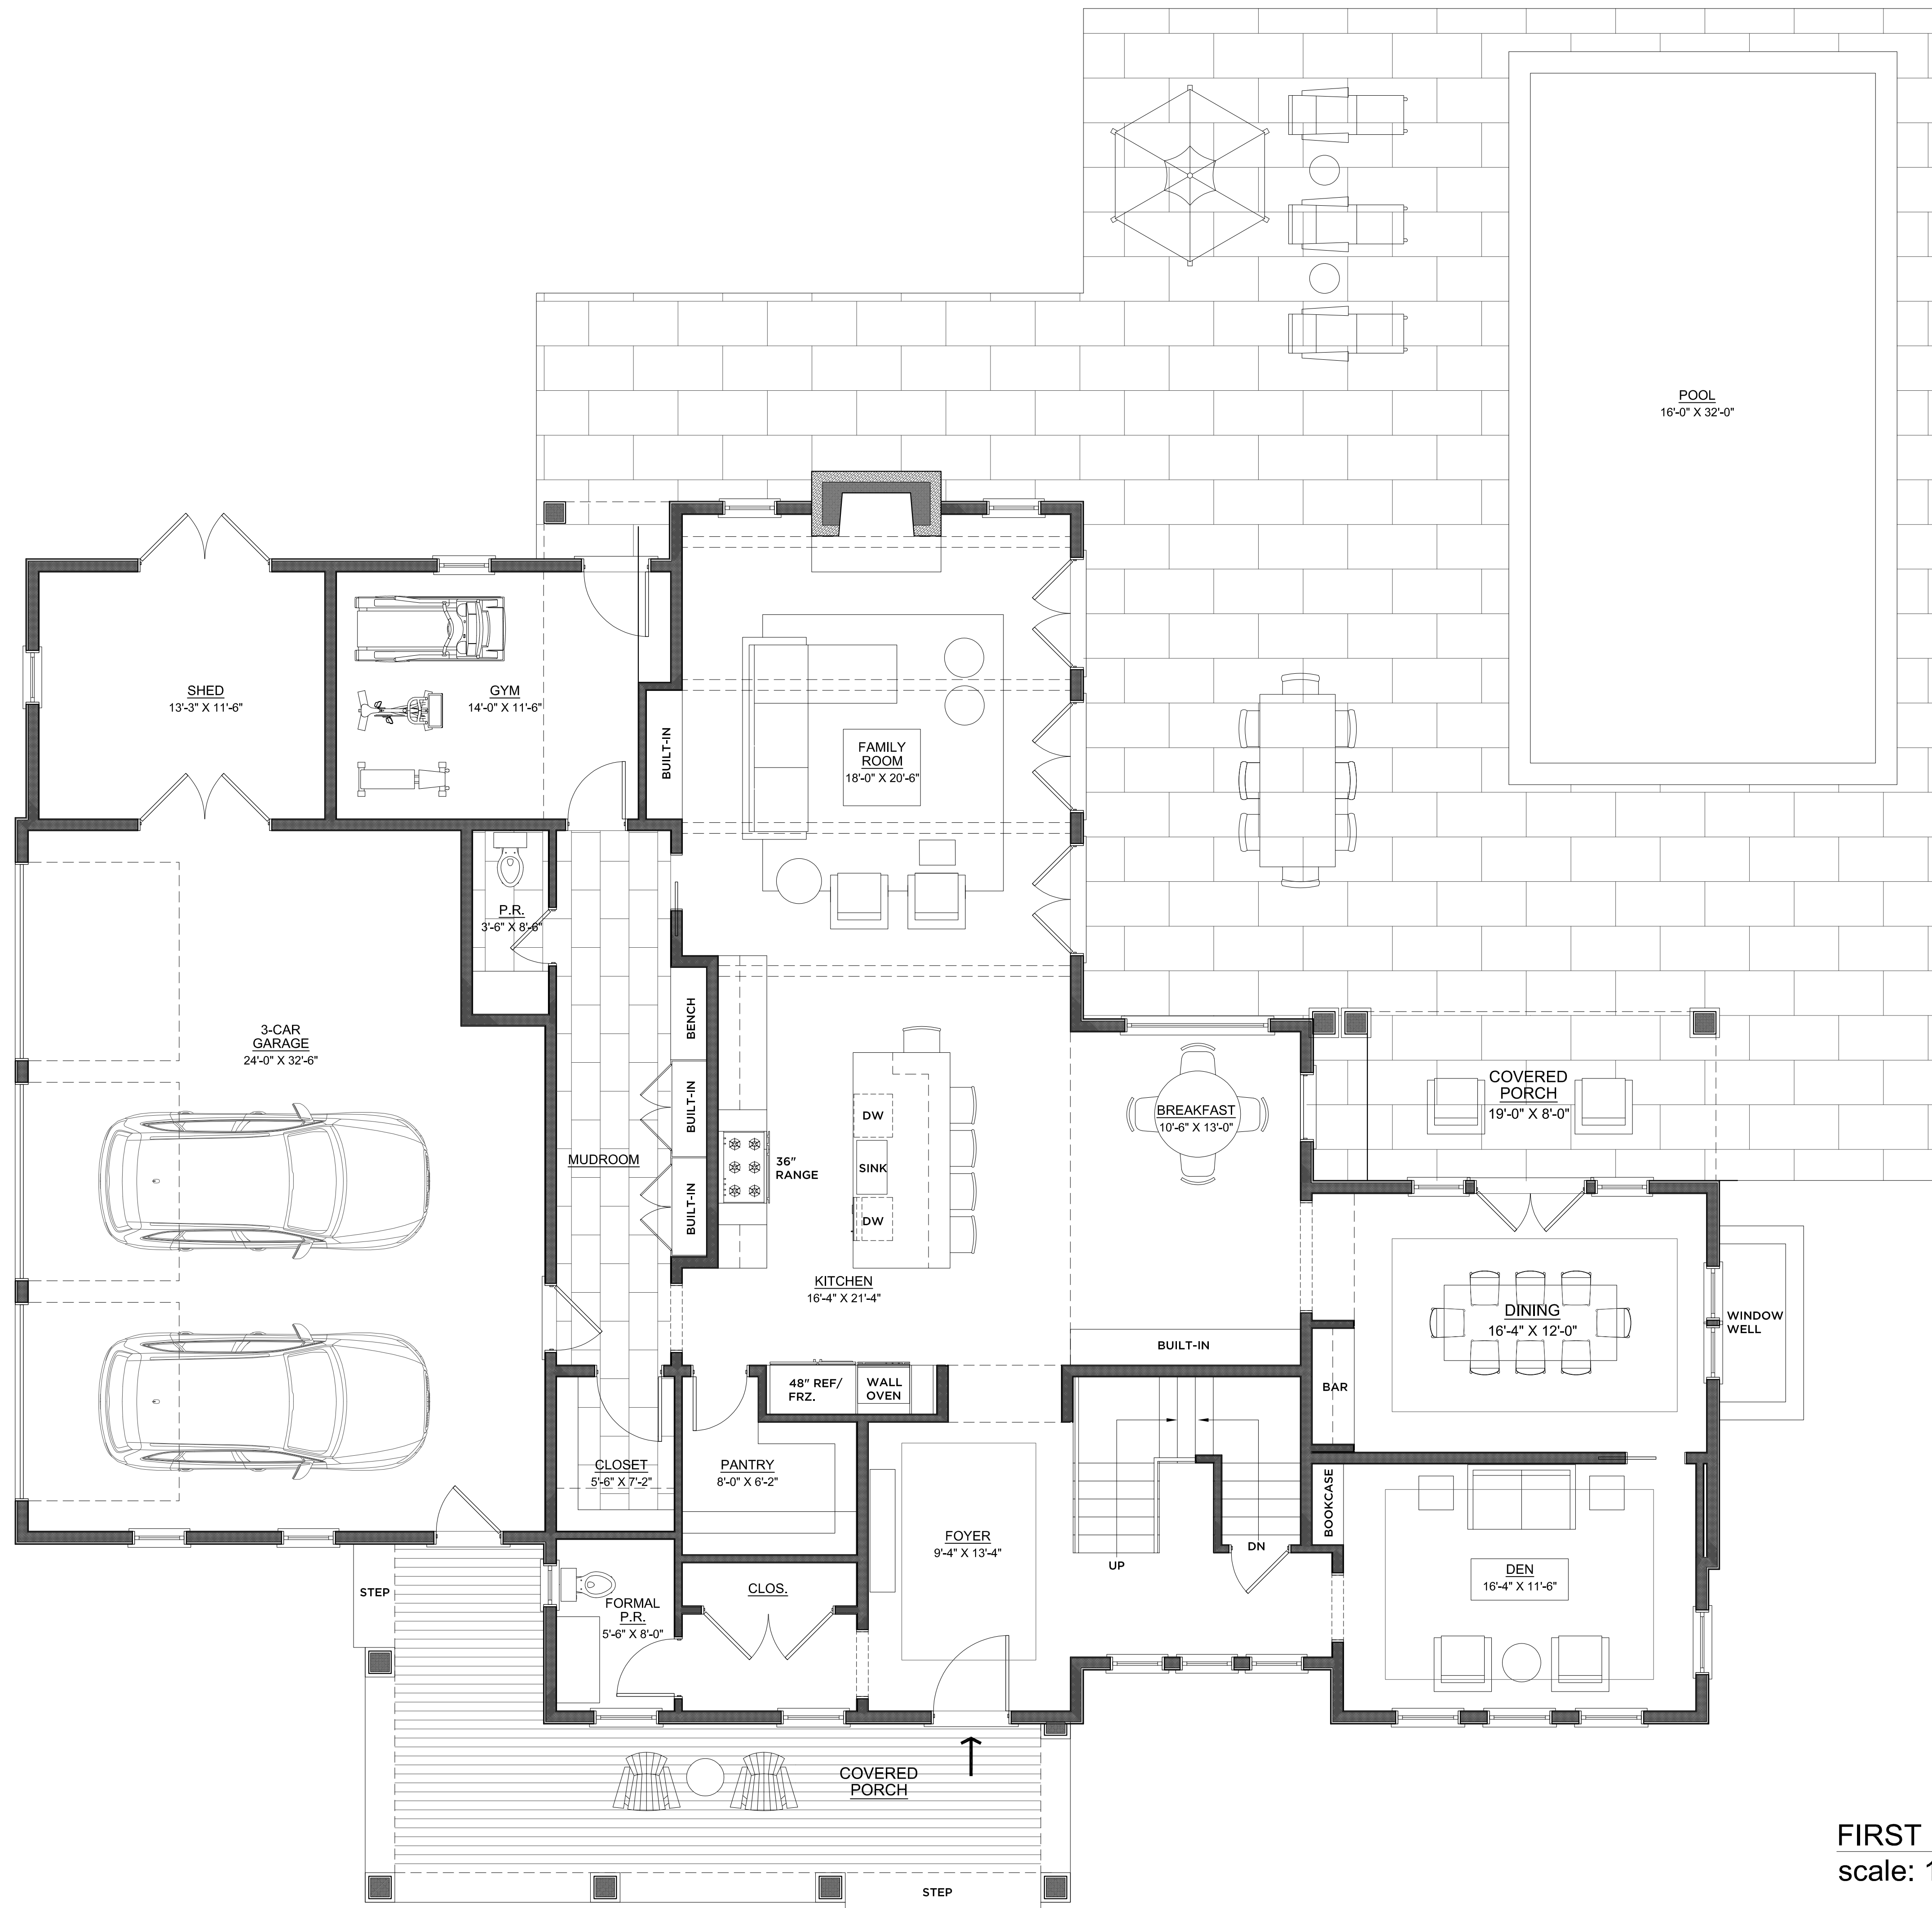 POOL
16'-0" X 32'-0"
SHED
13'-3" X 11'-6"
GYM
14'-0" X 11'-6"
BUILT-IN
FAMILY
ROOM
18'-0" X 20'-6"
P.R.
3'-6" X 8'-6"
3-CAR
GARAGE
24'-0" X 32'-6"
BENCH
BUILT-IN
BUILT-IN
MUDROOM
36"
RANGE
DW
SINK
DW
BREAKFAST
10'-6" X 13'-0"
COVERED
PORCH
19'-0" X 8'-0"
KITCHEN
16'-4" X 21'-4"
DINING
16'-4" X 12'-0"
WINDOW
WELL
BUILT-IN
48" REF/
FRZ.
WALL
OVEN
BAR
CLOSET
5'-6" X 7'-2"
PANTRY
8'-0" X 6'-2"
BOOKCASE
FOYER
9'-4" X 13'-4"
UP
DN
DEN
16'-4" X 11'-6"
STEP
CLOS.
FORMAL
P.R.
5'-6" X 8'-0"
COVERED
PORCH
STEP
FIRST
scale: 1